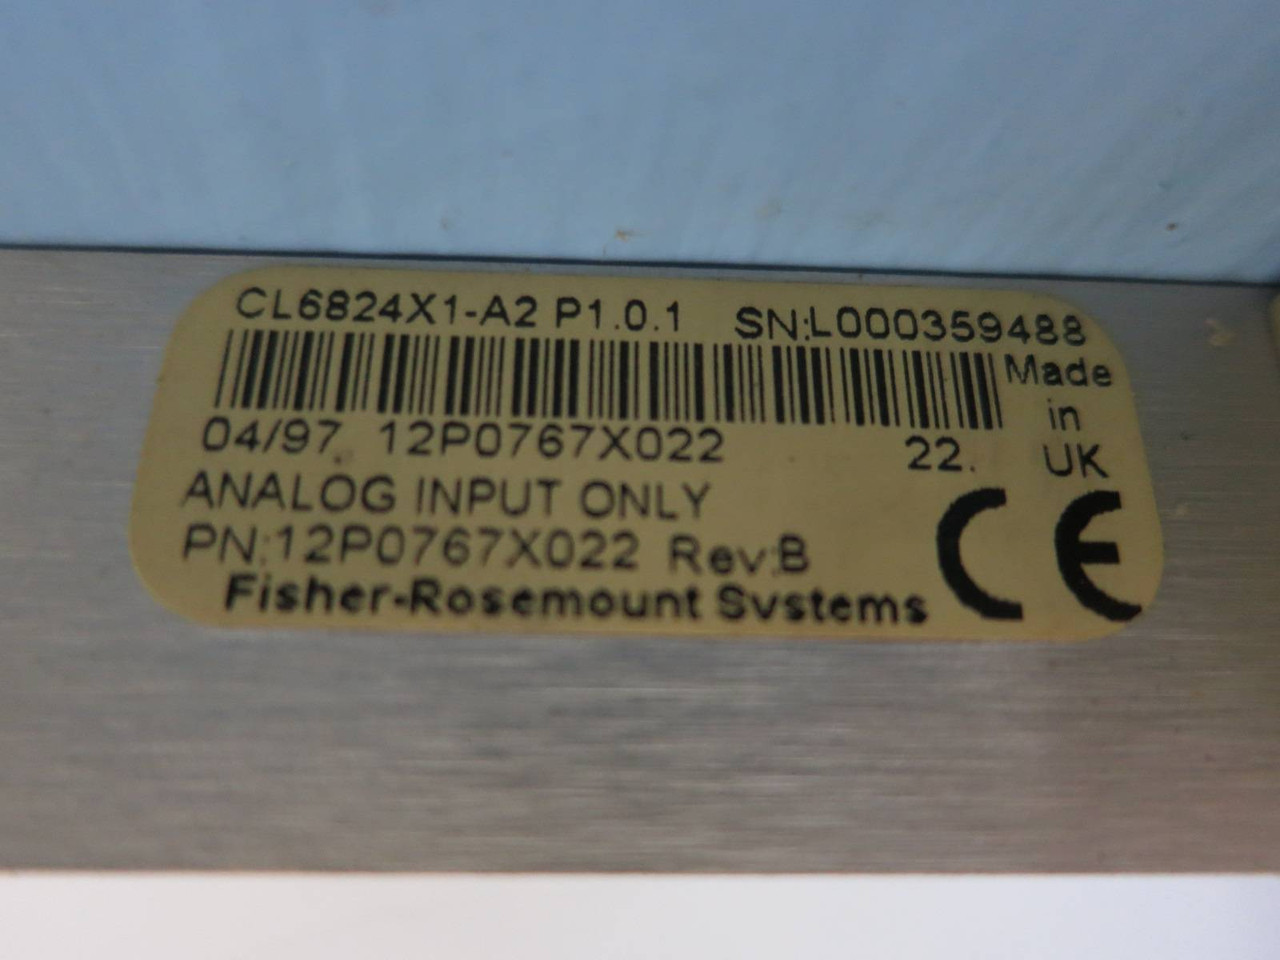 CL6824X1-A2 P1.0.1 SN:L000359488
Made
in
UK
04/97 12P0767X022 22.
ANALOG INPUT ONLY
PN:12P0767X022 Rev:B
Fisher-Rosemount Systems
CE